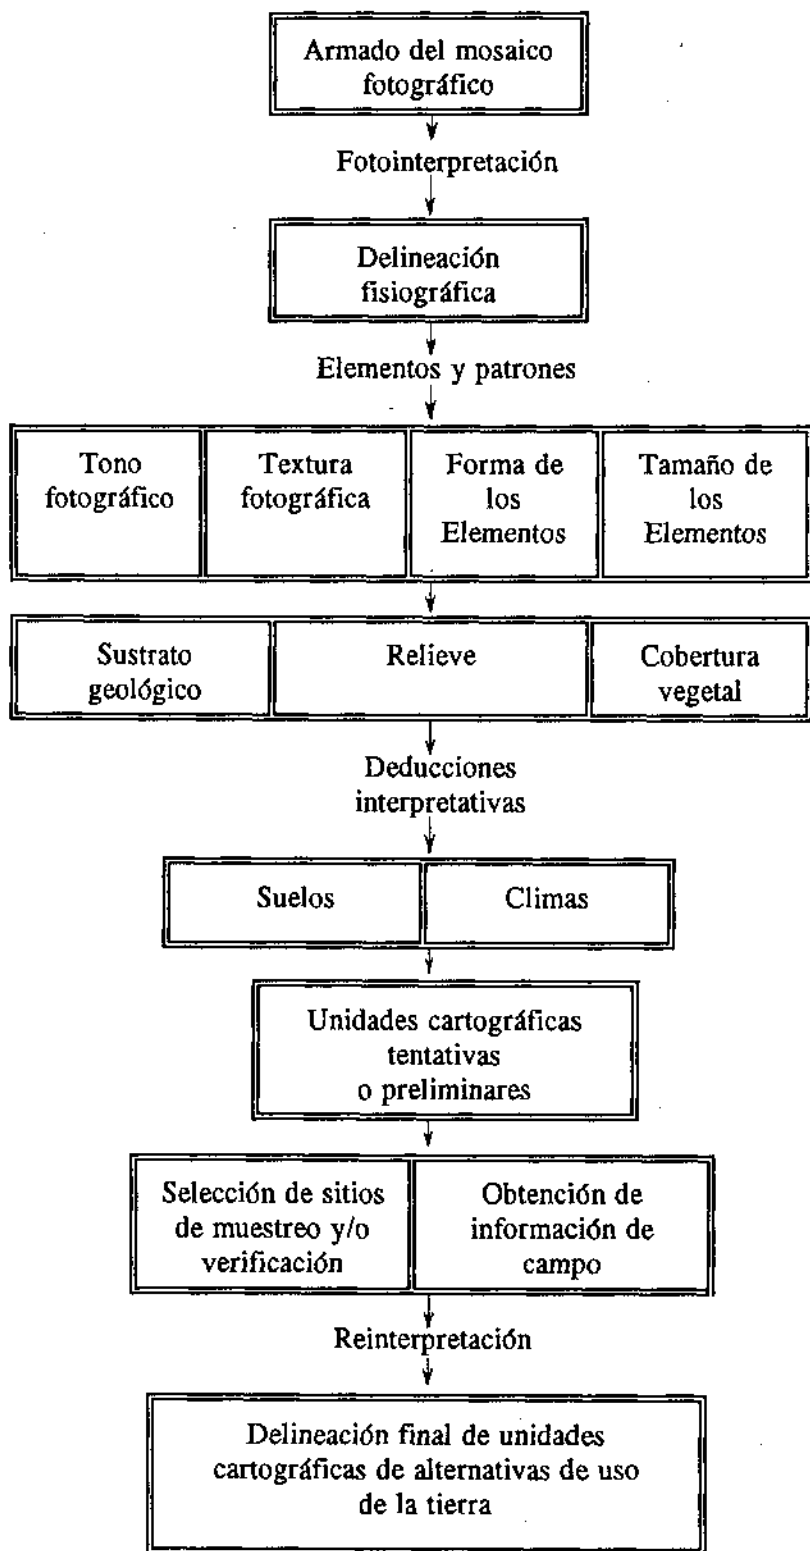 Armado del mosaico
fotográfico
Fotointerpretación
Delineación
fisiográfica
Elementos y patrones
Tono
fotográfico
Textura
fotográfica
Forma de
los
Elementos
Tamaño de
los
Elementos
Sustrato
geológico
Relieve
Cobertura
vegetal
Deducciones
interpretativas
Suelos
Climas
Unidades cartográficas
tentativas
o preliminares
Selección de sitios
de muestreo y/o
verificación
Obtención de
información de
campo
Reinterpretación
Delineación final de unidades
cartográficas de alternativas de uso
de la tierra